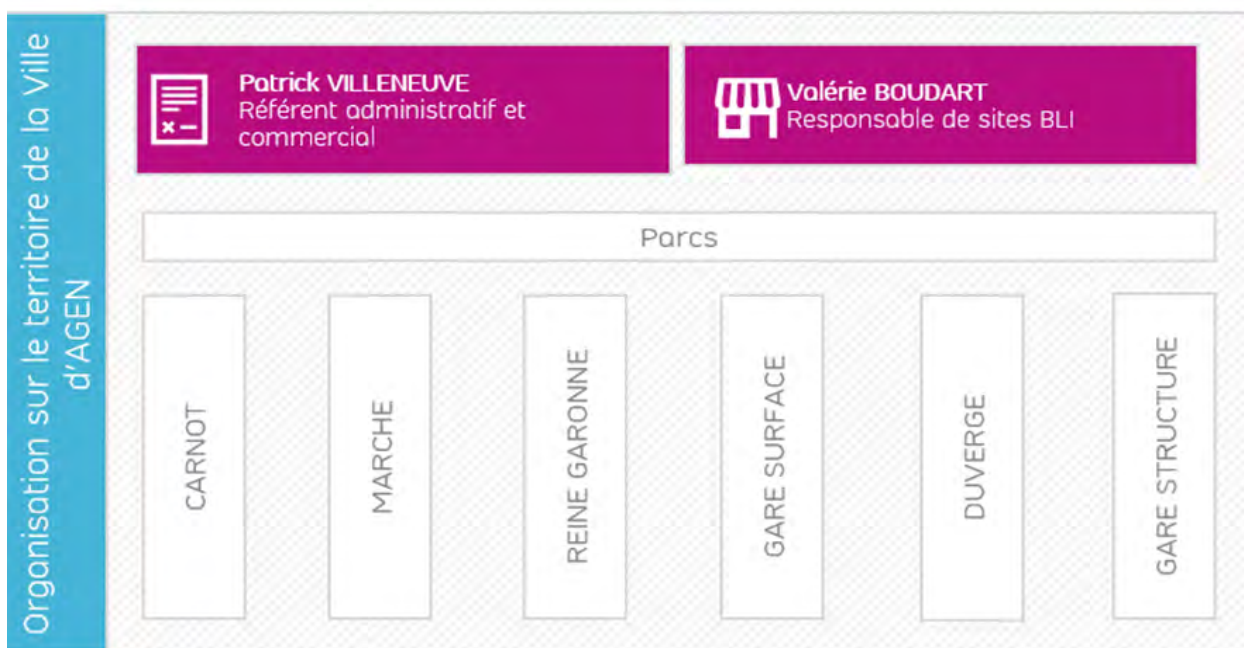 Organisation sur le territoire de la Ville
d'AGEN
Patrick VILLENEUVE
Référent administratif et
commercial
Valérie BOUDART
Responsable de sites BLI
Parcs
CARNOT
MARCHE
REINE GARONNE
GARE SURFACE
DUVERGE
GARE STRUCTURE